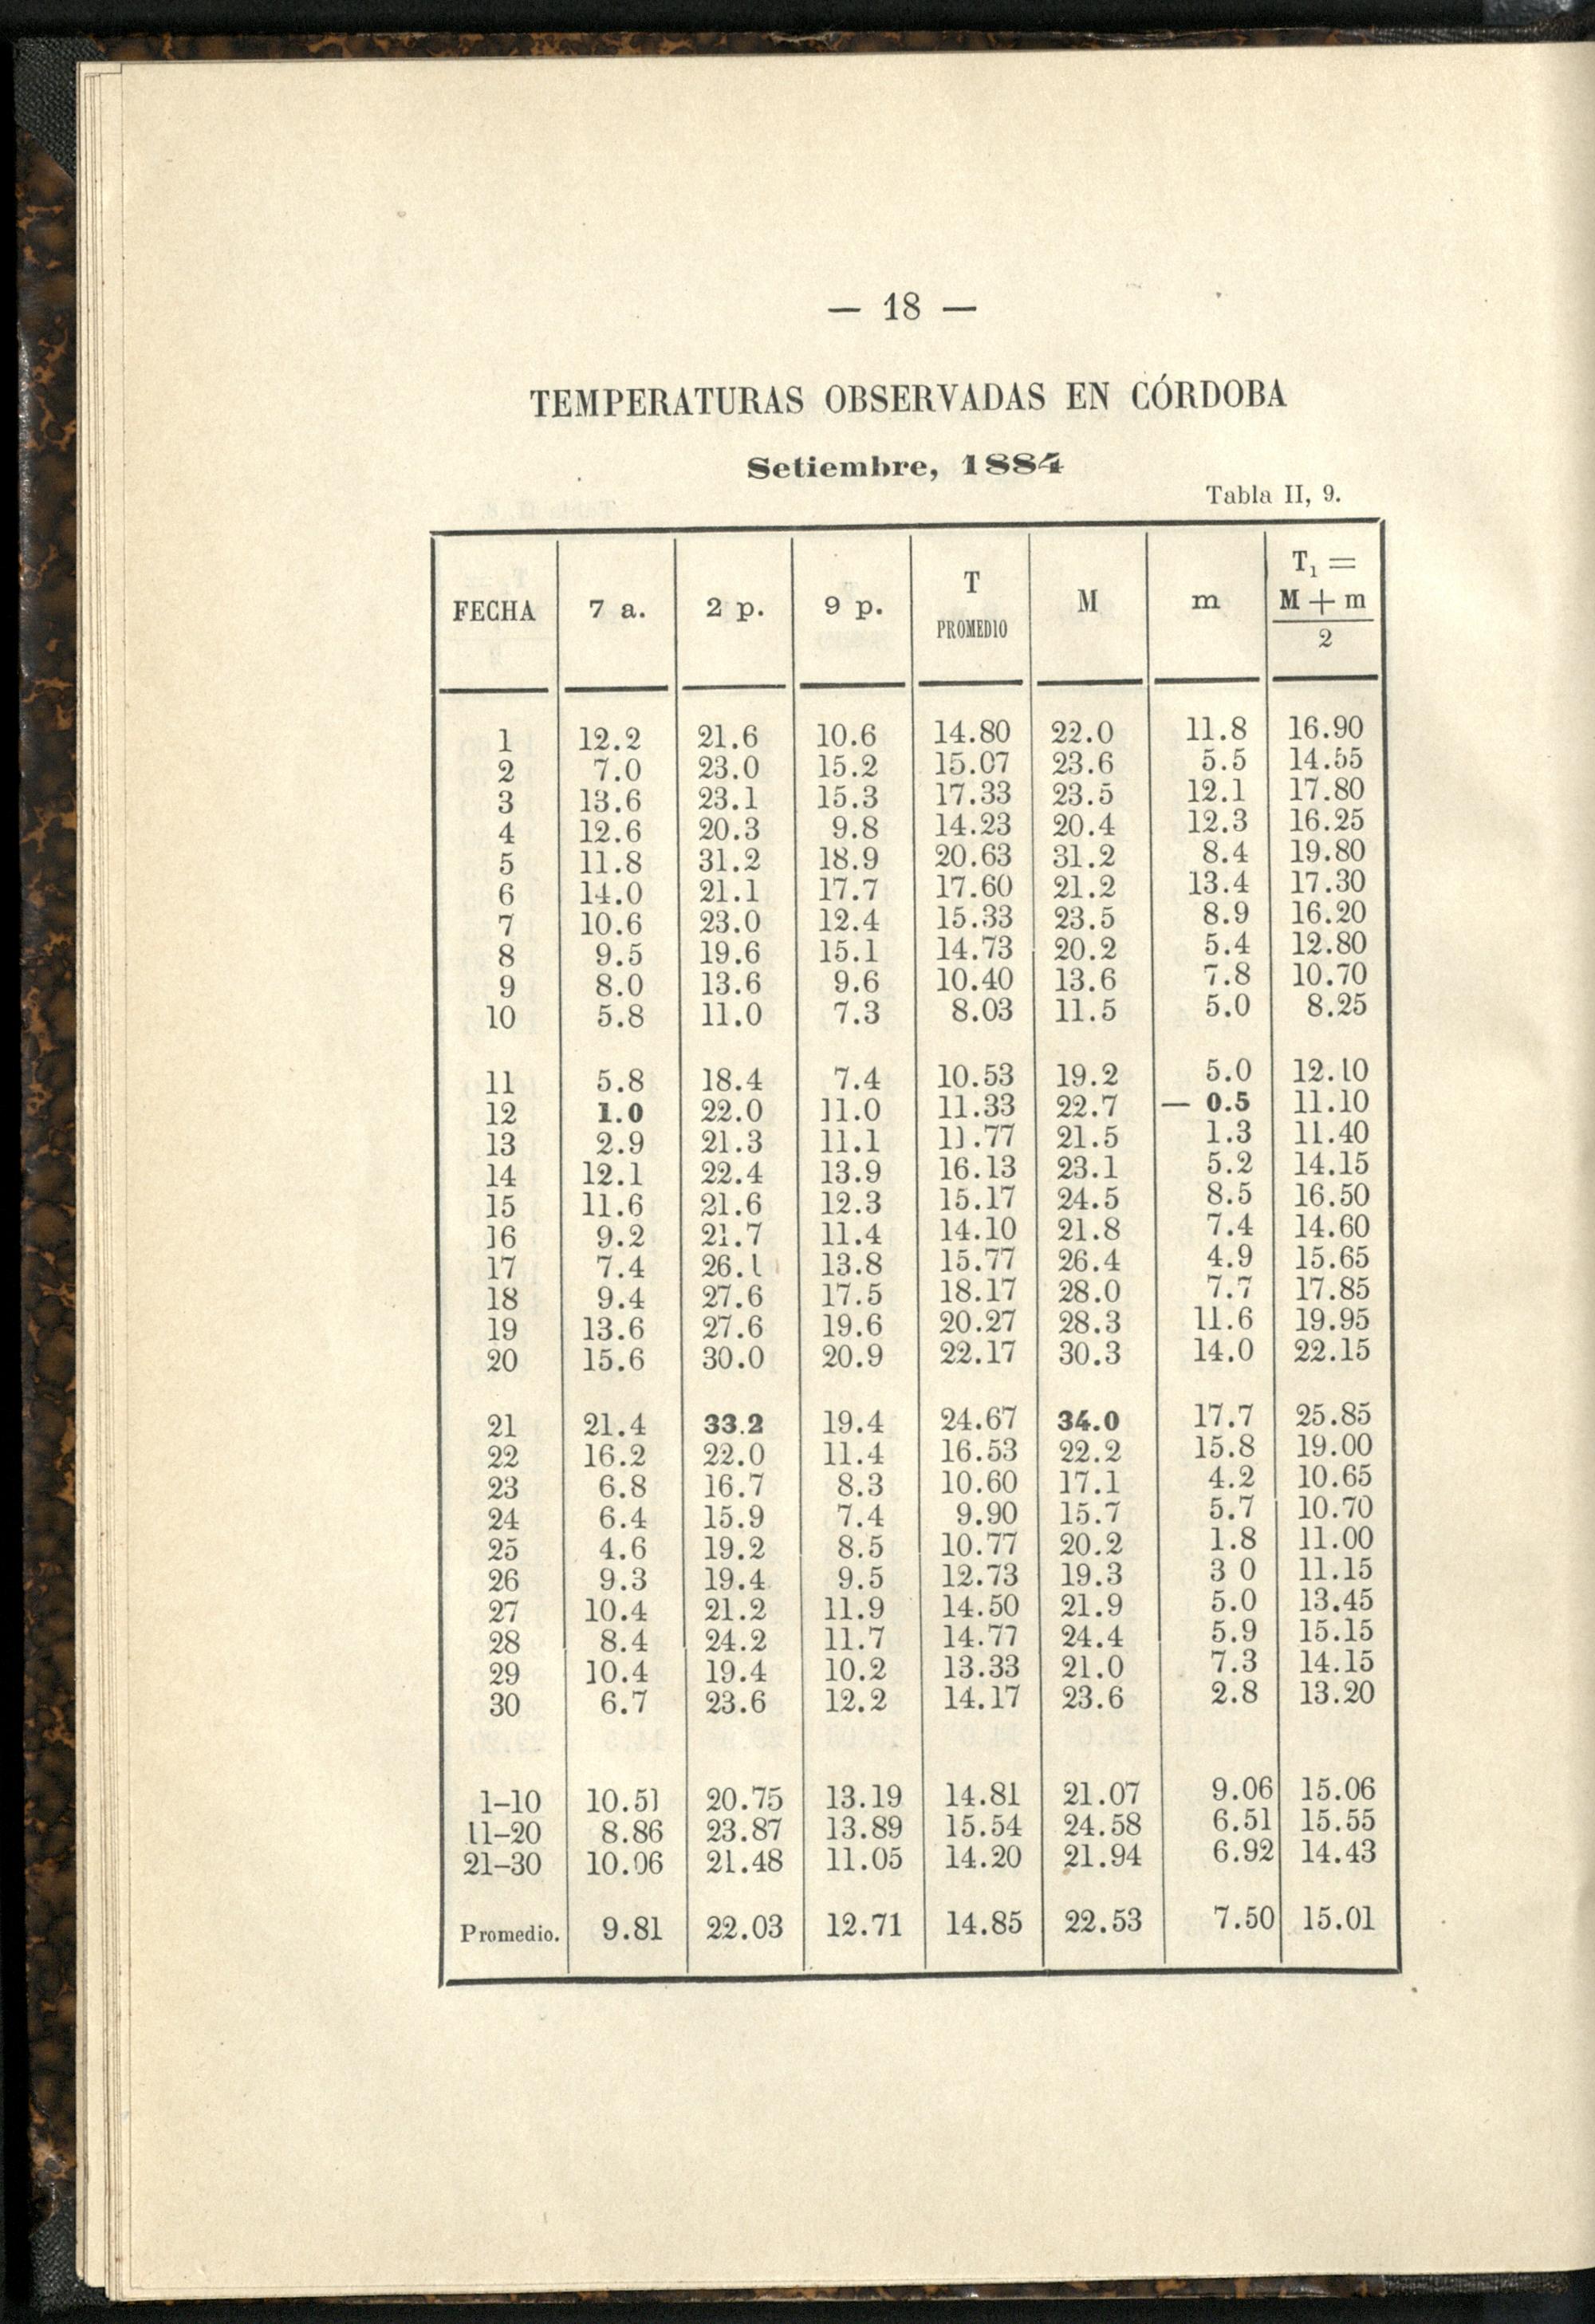 — 18 —
TEMPERATURAS OBSERVADAS EN CÓRDOBA
Setiembre, 1884
Tabla II, 9.
FECHA 7 a. 2 p. 9 p. T PROMEDIO M m T₁ = M + m / 2
1 12.2 21.6 10.6 14.80 22.0 11.8 16.90
2 7.0 23.0 15.2 15.07 23.6 5.5 14.55
3 13.6 23.1 15.3 17.33 23.5 12.1 17.80
4 12.6 20.3 9.8 14.23 20.4 12.3 16.25
5 11.8 31.2 18.9 20.63 31.2 8.4 19.80
6 14.0 21.1 17.7 17.60 21.2 13.4 17.30
7 10.6 23.0 12.4 15.33 23.5 8.9 16.20
8 9.5 19.6 15.1 14.73 20.2 5.4 12.80
9 8.0 13.6 9.6 10.40 13.6 7.8 10.70
10 5.8 11.0 7.3 8.03 11.5 5.0 8.25
11 5.8 18.4 7.4 10.53 19.2 5.0 12.10
12 1.0 22.0 11.0 11.33 22.7 — 0.5 11.10
13 2.9 21.3 11.1 11.77 21.5 1.3 11.40
14 12.1 22.4 13.9 16.13 23.1 5.2 14.15
15 11.6 21.6 12.3 15.17 24.5 8.5 16.50
16 9.2 21.7 11.4 14.10 21.8 7.4 14.60
17 7.4 26.1 13.8 15.77 26.4 4.9 15.65
18 9.4 27.6 17.5 18.17 28.0 7.7 17.85
19 13.6 27.6 19.6 20.27 28.3 11.6 19.95
20 15.6 30.0 20.9 22.17 30.3 14.0 22.15
21 21.4 33.2 19.4 24.67 34.0 17.7 25.85
22 16.2 22.0 11.4 16.53 22.2 15.8 19.00
23 6.8 16.7 8.3 10.60 17.1 4.2 10.65
24 6.4 15.9 7.4 9.90 15.7 5.7 10.70
25 4.6 19.2 8.5 10.77 20.2 1.8 11.00
26 9.3 19.4 9.5 12.73 19.3 3 0 11.15
27 10.4 21.2 11.9 14.50 21.9 5.0 13.45
28 8.4 24.2 11.7 14.77 24.4 5.9 15.15
29 10.4 19.4 10.2 13.33 21.0 7.3 14.15
30 6.7 23.6 12.2 14.17 23.6 2.8 13.20
1–10 10.51 20.75 13.19 14.81 21.07 9.06 15.06
11–20 8.86 23.87 13.89 15.54 24.58 6.51 15.55
21–30 10.06 21.48 11.05 14.20 21.94 6.92 14.43
Promedio. 9.81 22.03 12.71 14.85 22.53 7.50 15.01